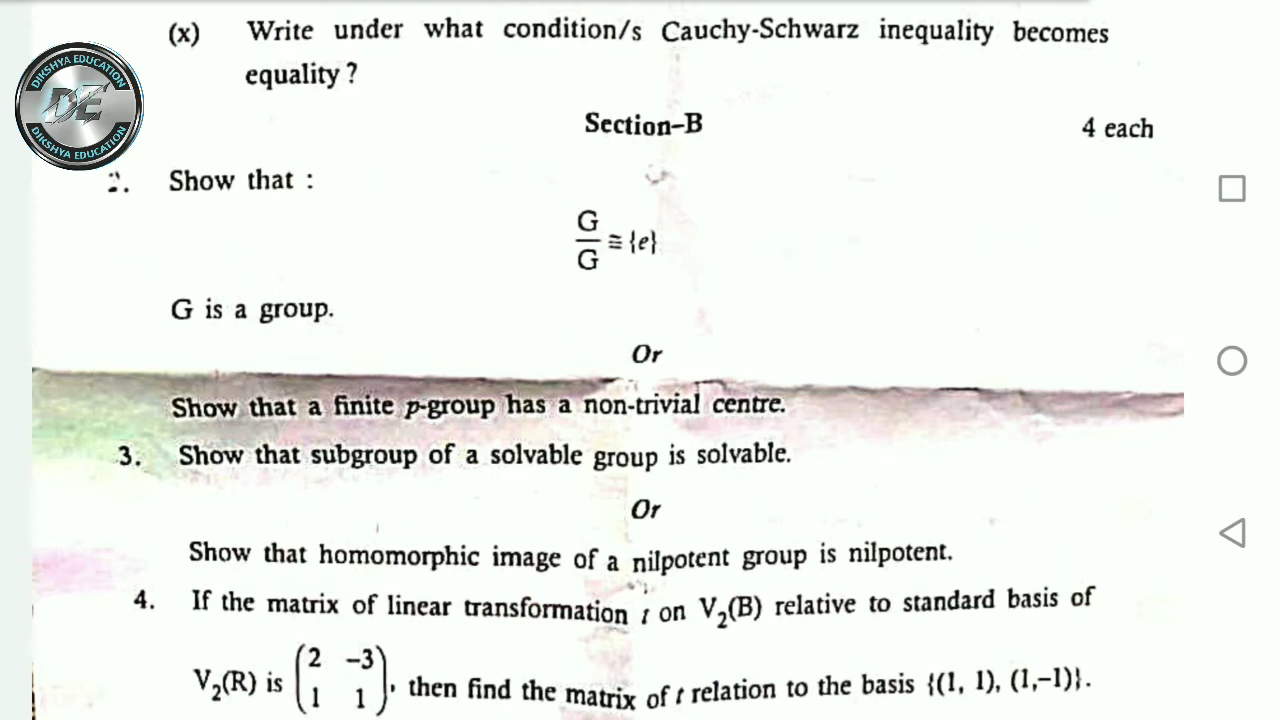 (x) Write under what condition/s Cauchy-Schwarz inequality becomes
equality ?
DIKSHYA EDUCATION
DE
DIKSHYA EDUCATION
Section–B 4 each
2. Show that :
G/G ≅ {e}
G is a group.
Or
Show that a finite p-group has a non-trivial centre.
3. Show that subgroup of a solvable group is solvable.
Or
Show that homomorphic image of a nilpotent group is nilpotent.
4. If the matrix of linear transformation t on V₂(B) relative to standard basis of
V₂(R) is (2 −3
1 1), then find the matrix of t relation to the basis {(1, 1), (1,−1)}.